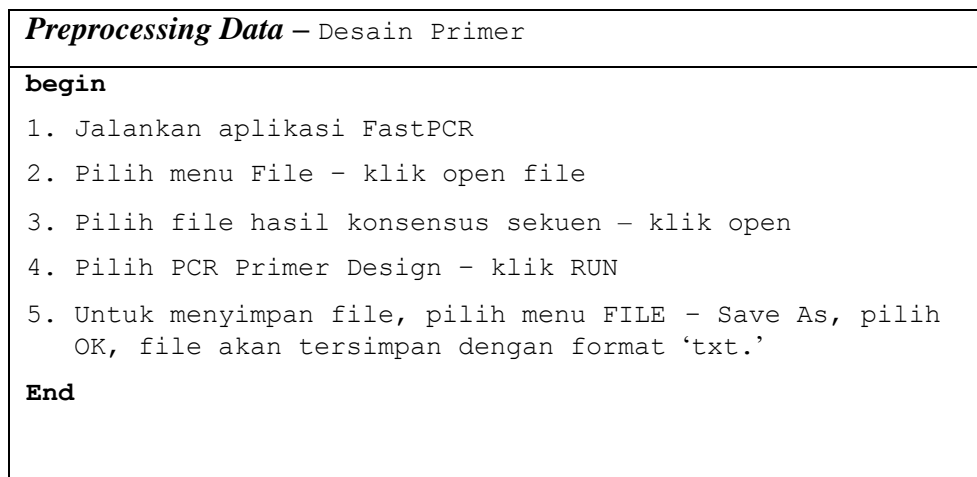 Preprocessing Data – Desain Primer
begin
1. Jalankan aplikasi FastPCR
2. Pilih menu File – klik open file
3. Pilih file hasil konsensus sekuen – klik open
4. Pilih PCR Primer Design – klik RUN
5. Untuk menyimpan file, pilih menu FILE – Save As, pilih
OK, file akan tersimpan dengan format ‘txt.’
End